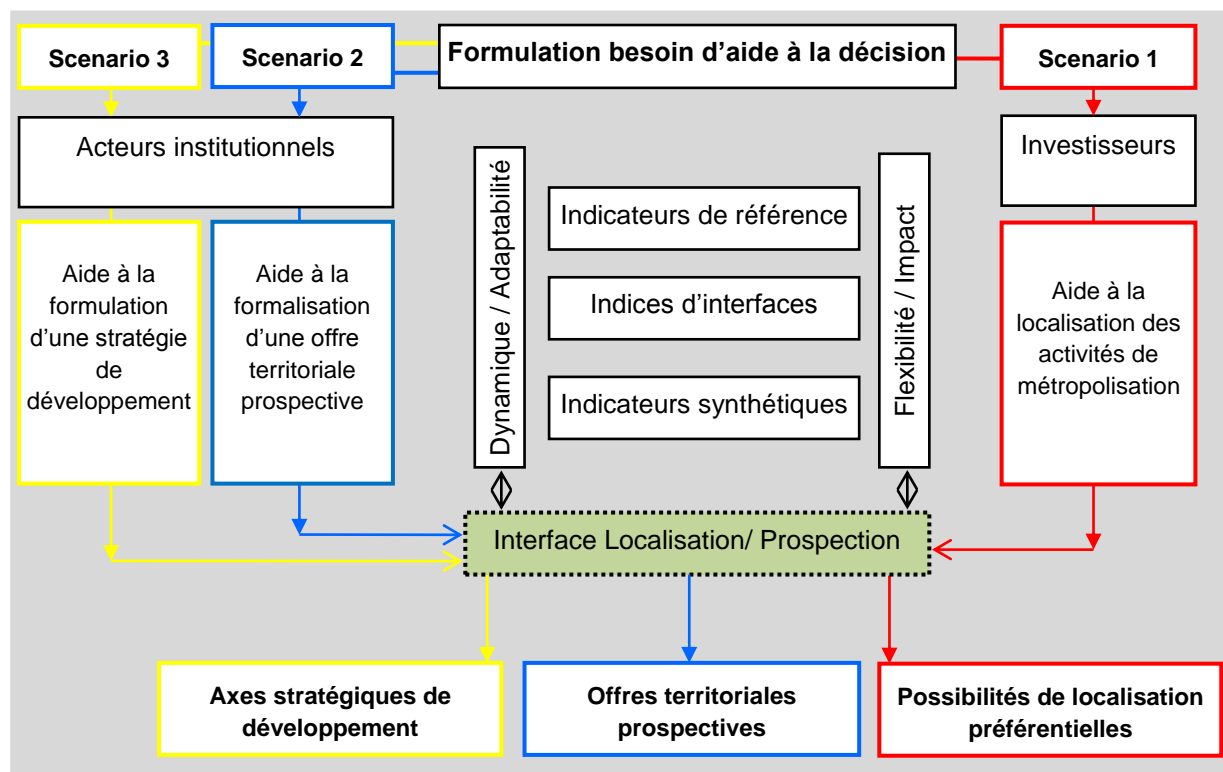 Formulation besoin d'aide à la décision
Scenario 3
Scenario 2
Scenario 1
Acteurs institutionnels
Investisseurs
Aide à la
formulation
d'une stratégie
de
développement
Aide à la
formalisation
d'une offre
territoriale
prospective
Dynamique / Adaptabilité
Indicateurs de référence
Indices d'interfaces
Indicateurs synthétiques
Flexibilité / Impact
Aide à la
localisation des
activités de
métropolisation
Interface Localisation/ Prospection
Axes stratégiques de
développement
Offres territoriales
prospectives
Possibilités de localisation
préférentielles